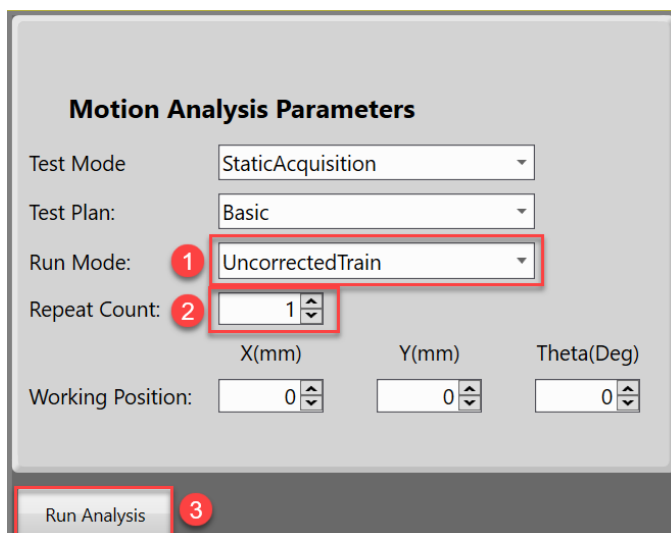 Motion Analysis Parameters
Test Mode StaticAcquisition
Test Plan: Basic
Run Mode: 1 UncorrectedTrain
Repeat Count: 2 1
X(mm) Y(mm) Theta(Deg)
Working Position: 0 0 0
Run Analysis 3